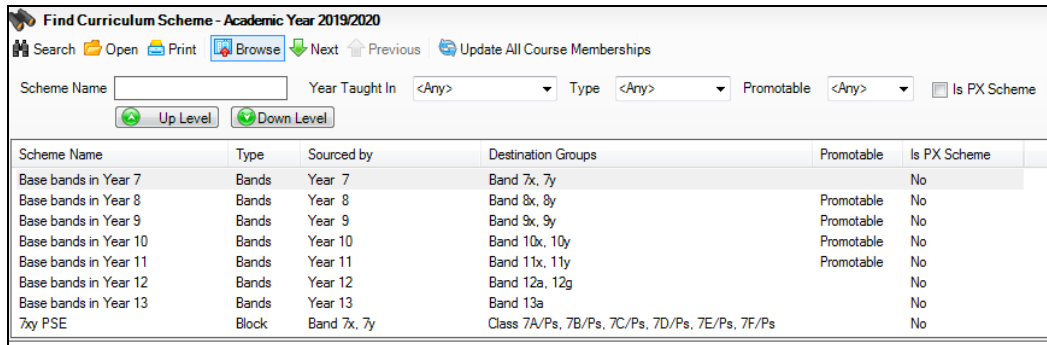 Find Curriculum Scheme - Academic Year 2019/2020
Search Open Print Browse Next Previous Update All Course Memberships
Scheme Name Year Taught In <Any> Type <Any> Promotable <Any> Is PX Scheme
Up Level Down Level
Scheme Name Type Sourced by Destination Groups Promotable Is PX Scheme
Base bands in Year 7 Bands Year 7 Band 7x, 7y No
Base bands in Year 8 Bands Year 8 Band 8x, 8y Promotable No
Base bands in Year 9 Bands Year 9 Band 9x, 9y Promotable No
Base bands in Year 10 Bands Year 10 Band 10x, 10y Promotable No
Base bands in Year 11 Bands Year 11 Band 11x, 11y Promotable No
Base bands in Year 12 Bands Year 12 Band 12a, 12g No
Base bands in Year 13 Bands Year 13 Band 13a No
7xy PSE Block Band 7x, 7y Class 7A/Ps, 7B/Ps, 7C/Ps, 7D/Ps, 7E/Ps, 7F/Ps No